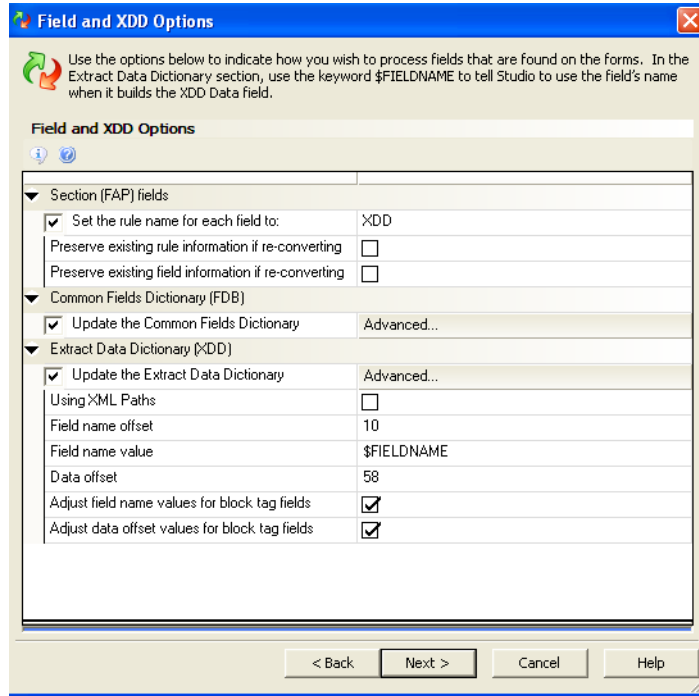 Field and XDD Options
Use the options below to indicate how you wish to process fields that are found on the forms. In the
Extract Data Dictionary section, use the keyword $FIELDNAME to tell Studio to use the field's name
when it builds the XDD Data field.
Field and XDD Options
Section (FAP) fields
Set the rule name for each field to: XDD
Preserve existing rule information if re-converting
Preserve existing field information if re-converting
Common Fields Dictionary (FDB)
Update the Common Fields Dictionary Advanced...
Extract Data Dictionary (XDD)
Update the Extract Data Dictionary Advanced...
Using XML Paths
Field name offset 10
Field name value $FIELDNAME
Data offset 58
Adjust field name values for block tag fields
Adjust data offset values for block tag fields
< Back Next > Cancel Help